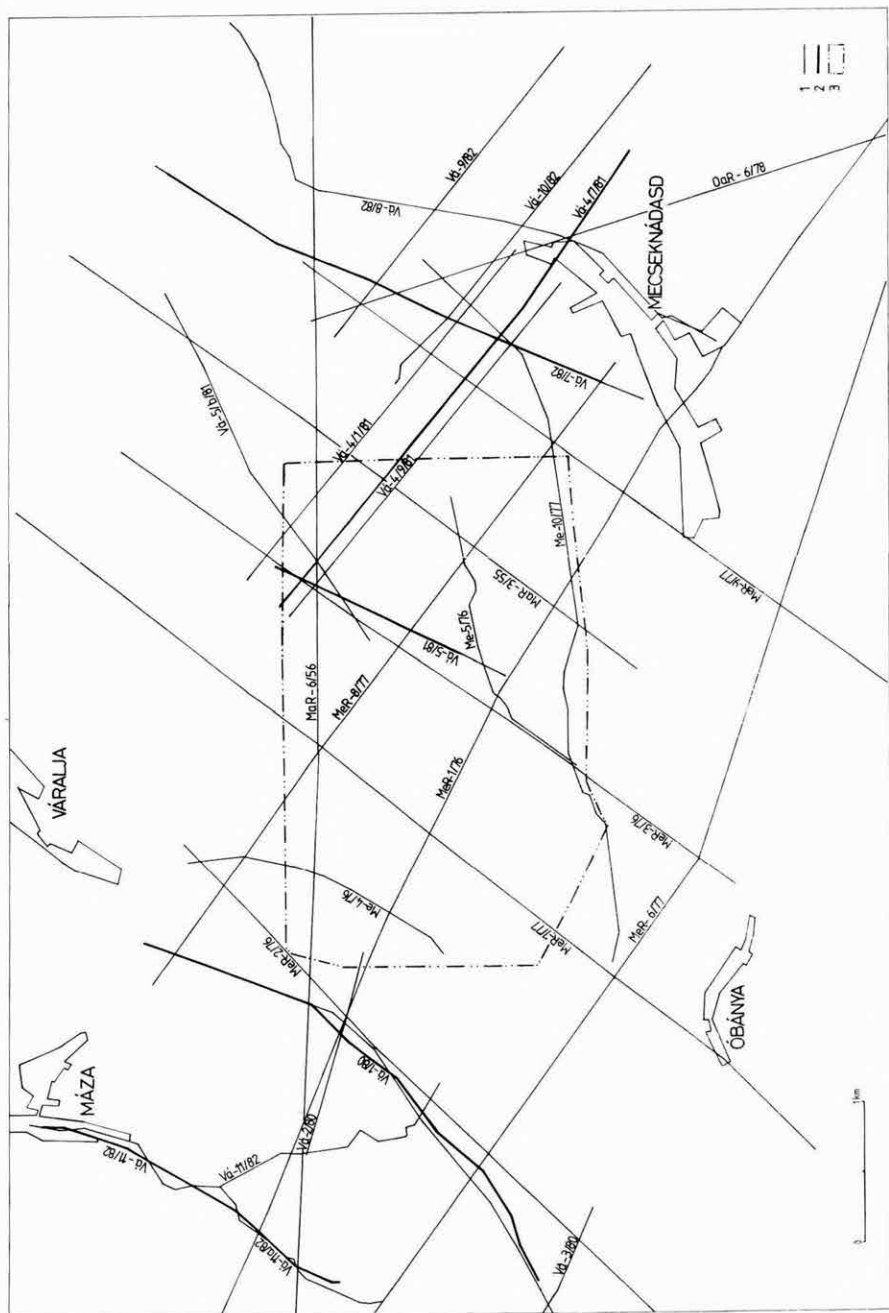 MÁZA
VÁRALJA
MECSEKNÁDASD
ÓBÁNYA
Vá-11/82
Vá-11/82
Vá-11a/82
Vá-2/80
Vá-1/80
Vá-3/80
MeR-2/76
Me-4/76
MaR-6/56
MeR-8/77
MeR-1/76
MeR-7/77
MeR-6/77
MeR-3/76
Vá-5/81
Me-5/76
MaR-3/55
Me-10/77
MeR-9/77
Vá-5/b/81
Vá-4/1/81
Vá-4/9/81
Vá-7/82
Vá-8/82
Vá-9/82
Vá-10/82
Vá-4/7/81
OaR-6/78
1
2
3
0
1km